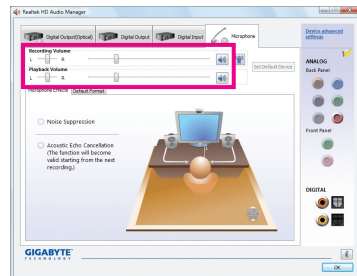 Realtek HD Audio Manager
Digital Output(Optical)
Digital Output
Digital Input
Microphone
Device advanced
settings
Recording Volume
L
R
Set Default Device
Playback Volume
L
R
Microphone Effects
Default Format
ANALOG
Back Panel
Noise Suppression
Acoustic Echo Cancellation
(The function will become
valid starting from the next
recording.)
Front Panel
DIGITAL
GIGABYTE
TECHNOLOGY
i
OK